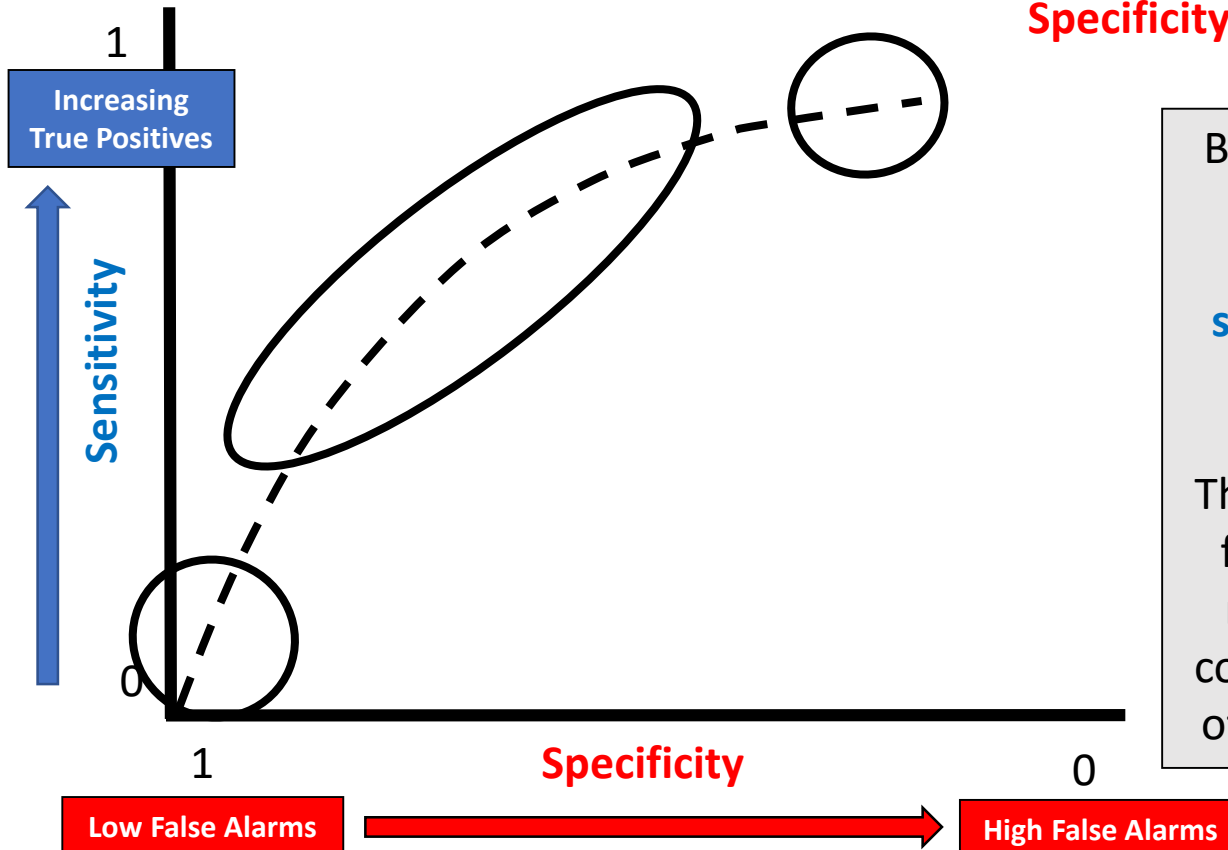 Specificity
1
Increasing
True Positives
Sensitivity
0
1
Specificity
0
Low False Alarms
High False Alarms